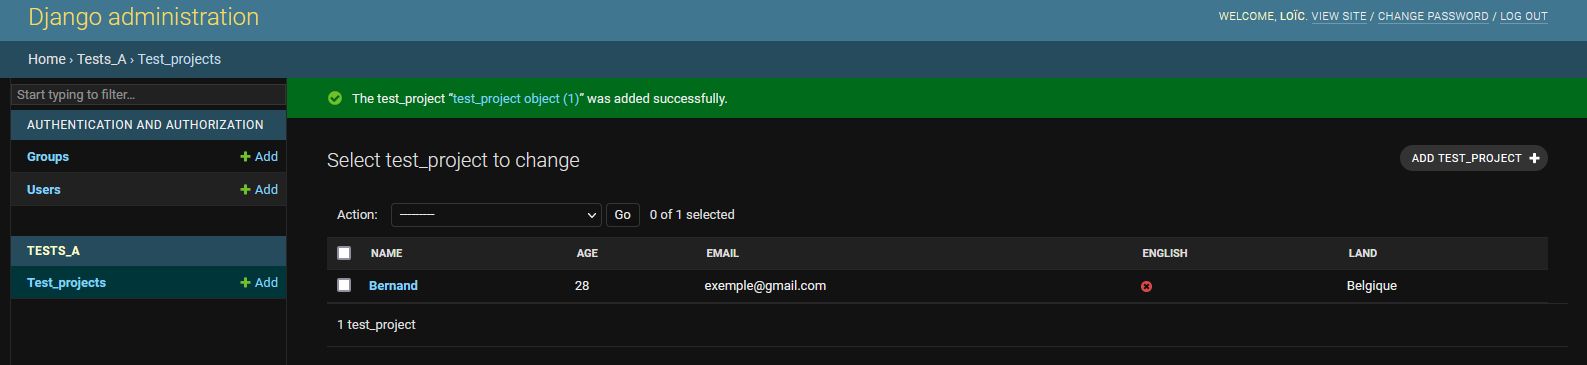 Django administration
WELCOME, LOÏC. VIEW SITE / CHANGE PASSWORD / LOG OUT
Home › Tests_A › Test_projects
Start typing to filter…
AUTHENTICATION AND AUTHORIZATION
Groups + Add
Users + Add
TESTS_A
Test_projects + Add
The test_project “test_project object (1)” was added successfully.
Select test_project to change
ADD TEST_PROJECT +
Action: --------- Go 0 of 1 selected
NAME AGE EMAIL ENGLISH LAND
Bernand 28 exemple@gmail.com Belgique
1 test_project